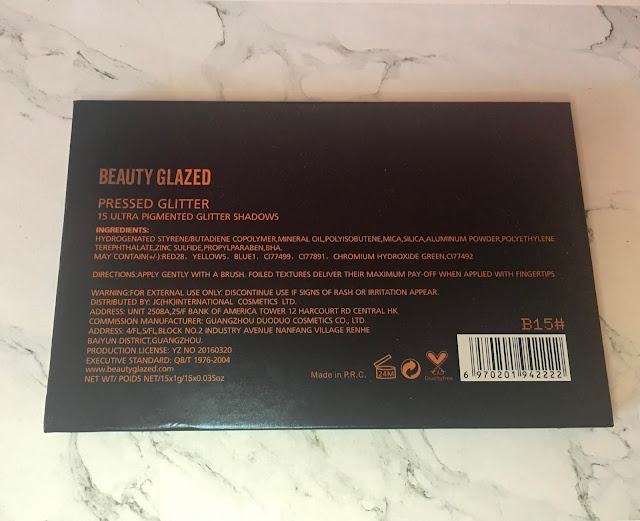 BEAUTY GLAZED
PRESSED GLITTER
15 ULTRA PIGMENTED GLITTER SHADOWS
INGREDIENTS:
HYDROGENATED STYRENE/BUTADIENE COPOLYMER,MINERAL OIL,POLYISOBUTENE,MICA,SILICA,ALUMINUM POWDER,POLYETHYLENE
TEREPHTHALATE,ZINC SULFIDE,PROPYLPARABEN,BHA.
MAY CONTAIN(+/-):RED28, YELLOW5, BLUE1, CI77499, CI77891, CHROMIUM HYDROXIDE GREEN,CI77492
DIRECTIONS:APPLY GENTLY WITH A BRUSH. FOILED TEXTURES DELIVER THEIR MAXIMUM PAY-OFF WHEN APPLIED WITH FINGERTIPS.
WARNING:FOR EXTERNAL USE ONLY. DISCONTINUE USE IF SIGNS OF RASH OR IRRITATION APPEAR.
DISTRIBUTED BY: JC(HK)INTERNATIONAL COSMETICS LTD.
ADDRESS: UNIT 2508A,25/F BANK OF AMERICA TOWER 12 HARCOURT RD CENTRAL HK
COMMISSION MANUFACTURER: GUANGZHOU DUODUO COSMETICS CO., LTD.
ADDRESS: 4/FL,5/FL,BLOCK NO.2 INDUSTRY AVENUE NANFANG VILLAGE RENHE
BAIYUN DISTRICT,GUANGZHOU.
PRODUCTION LICENSE: YZ NO 20160320
EXECUTIVE STANDARD: QB/T 1976-2004
www.beautyglazed.com
NET WT/ POIDS NET/15x1g/15x0.035oz
Made in P.R.C.
24M
Crueltyfree
B15#
6 970201 942222